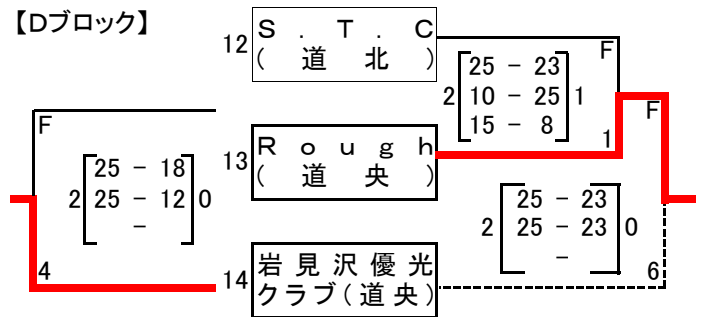 【Dブロック】
12 S.T.C
(道北)
F
2 25 - 23 1
10 - 25
15 - 8
1
F
F
2 25 - 18 0
25 - 12
-
4
13 Rough
(道央)
2 25 - 23 0
25 - 23
-
6
14 岩見沢優光
クラブ(道央)